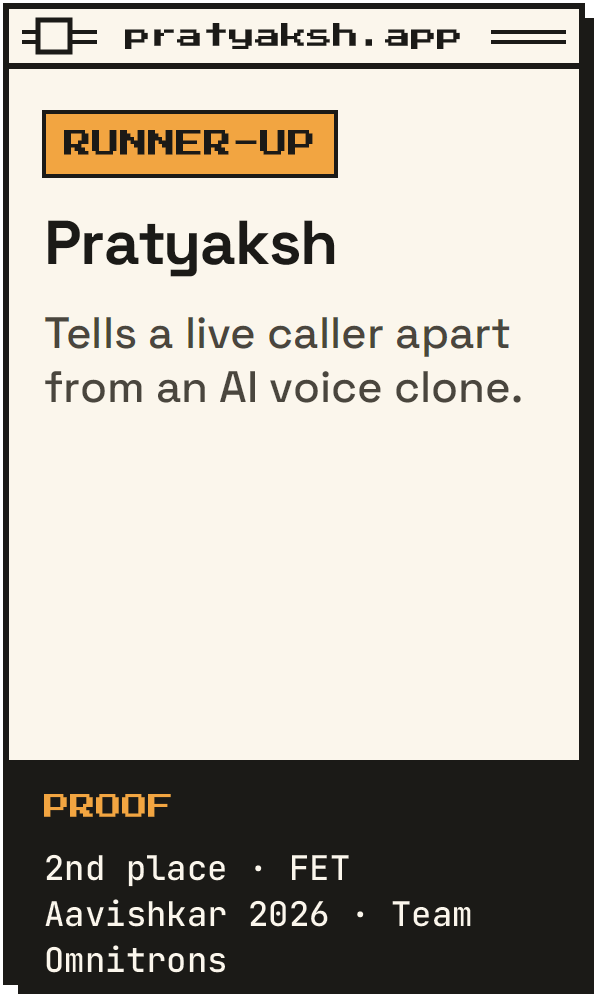 pratyaksh.app
RUNNER-UP
Pratyaksh
Tells a live caller apart
from an AI voice clone.
PROOF
2nd place · FET
Aavishkar 2026 · Team
Omnitrons